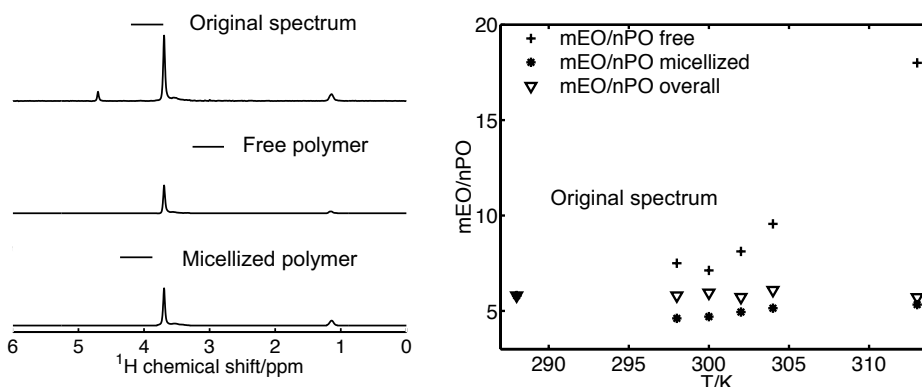 Original spectrum
Free polymer
Micellized polymer
6 5 4 3 2 1 0
¹H chemical shift/ppm
20
15
10
5
mEO/nPO
+ mEO/nPO free
✱ mEO/nPO micellized
▽ mEO/nPO overall
Original spectrum
290 295 300 305 310
T/K